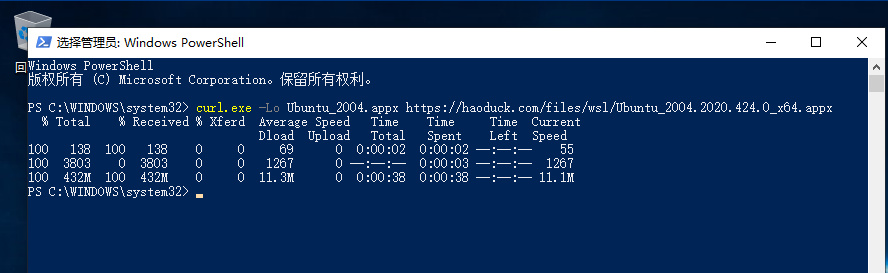 选择管理员: Windows PowerShell
回
Windows PowerShell
版权所有 (C) Microsoft Corporation。保留所有权利。
PS C:\WINDOWS\system32> curl.exe -Lo Ubuntu_2004.appx https://haoduck.com/files/wsl/Ubuntu_2004.2020.424.0_x64.appx
% Total % Received % Xferd Average Speed Time Time Time Current
Dload Upload Total Spent Left Speed
100 138 100 138 0 0 69 0 0:00:02 0:00:02 --:--:-- 55
100 3803 0 3803 0 0 1267 0 --:--:-- 0:00:03 --:--:-- 1267
100 432M 100 432M 0 0 11.3M 0 0:00:38 0:00:38 --:--:-- 11.1M
PS C:\WINDOWS\system32>